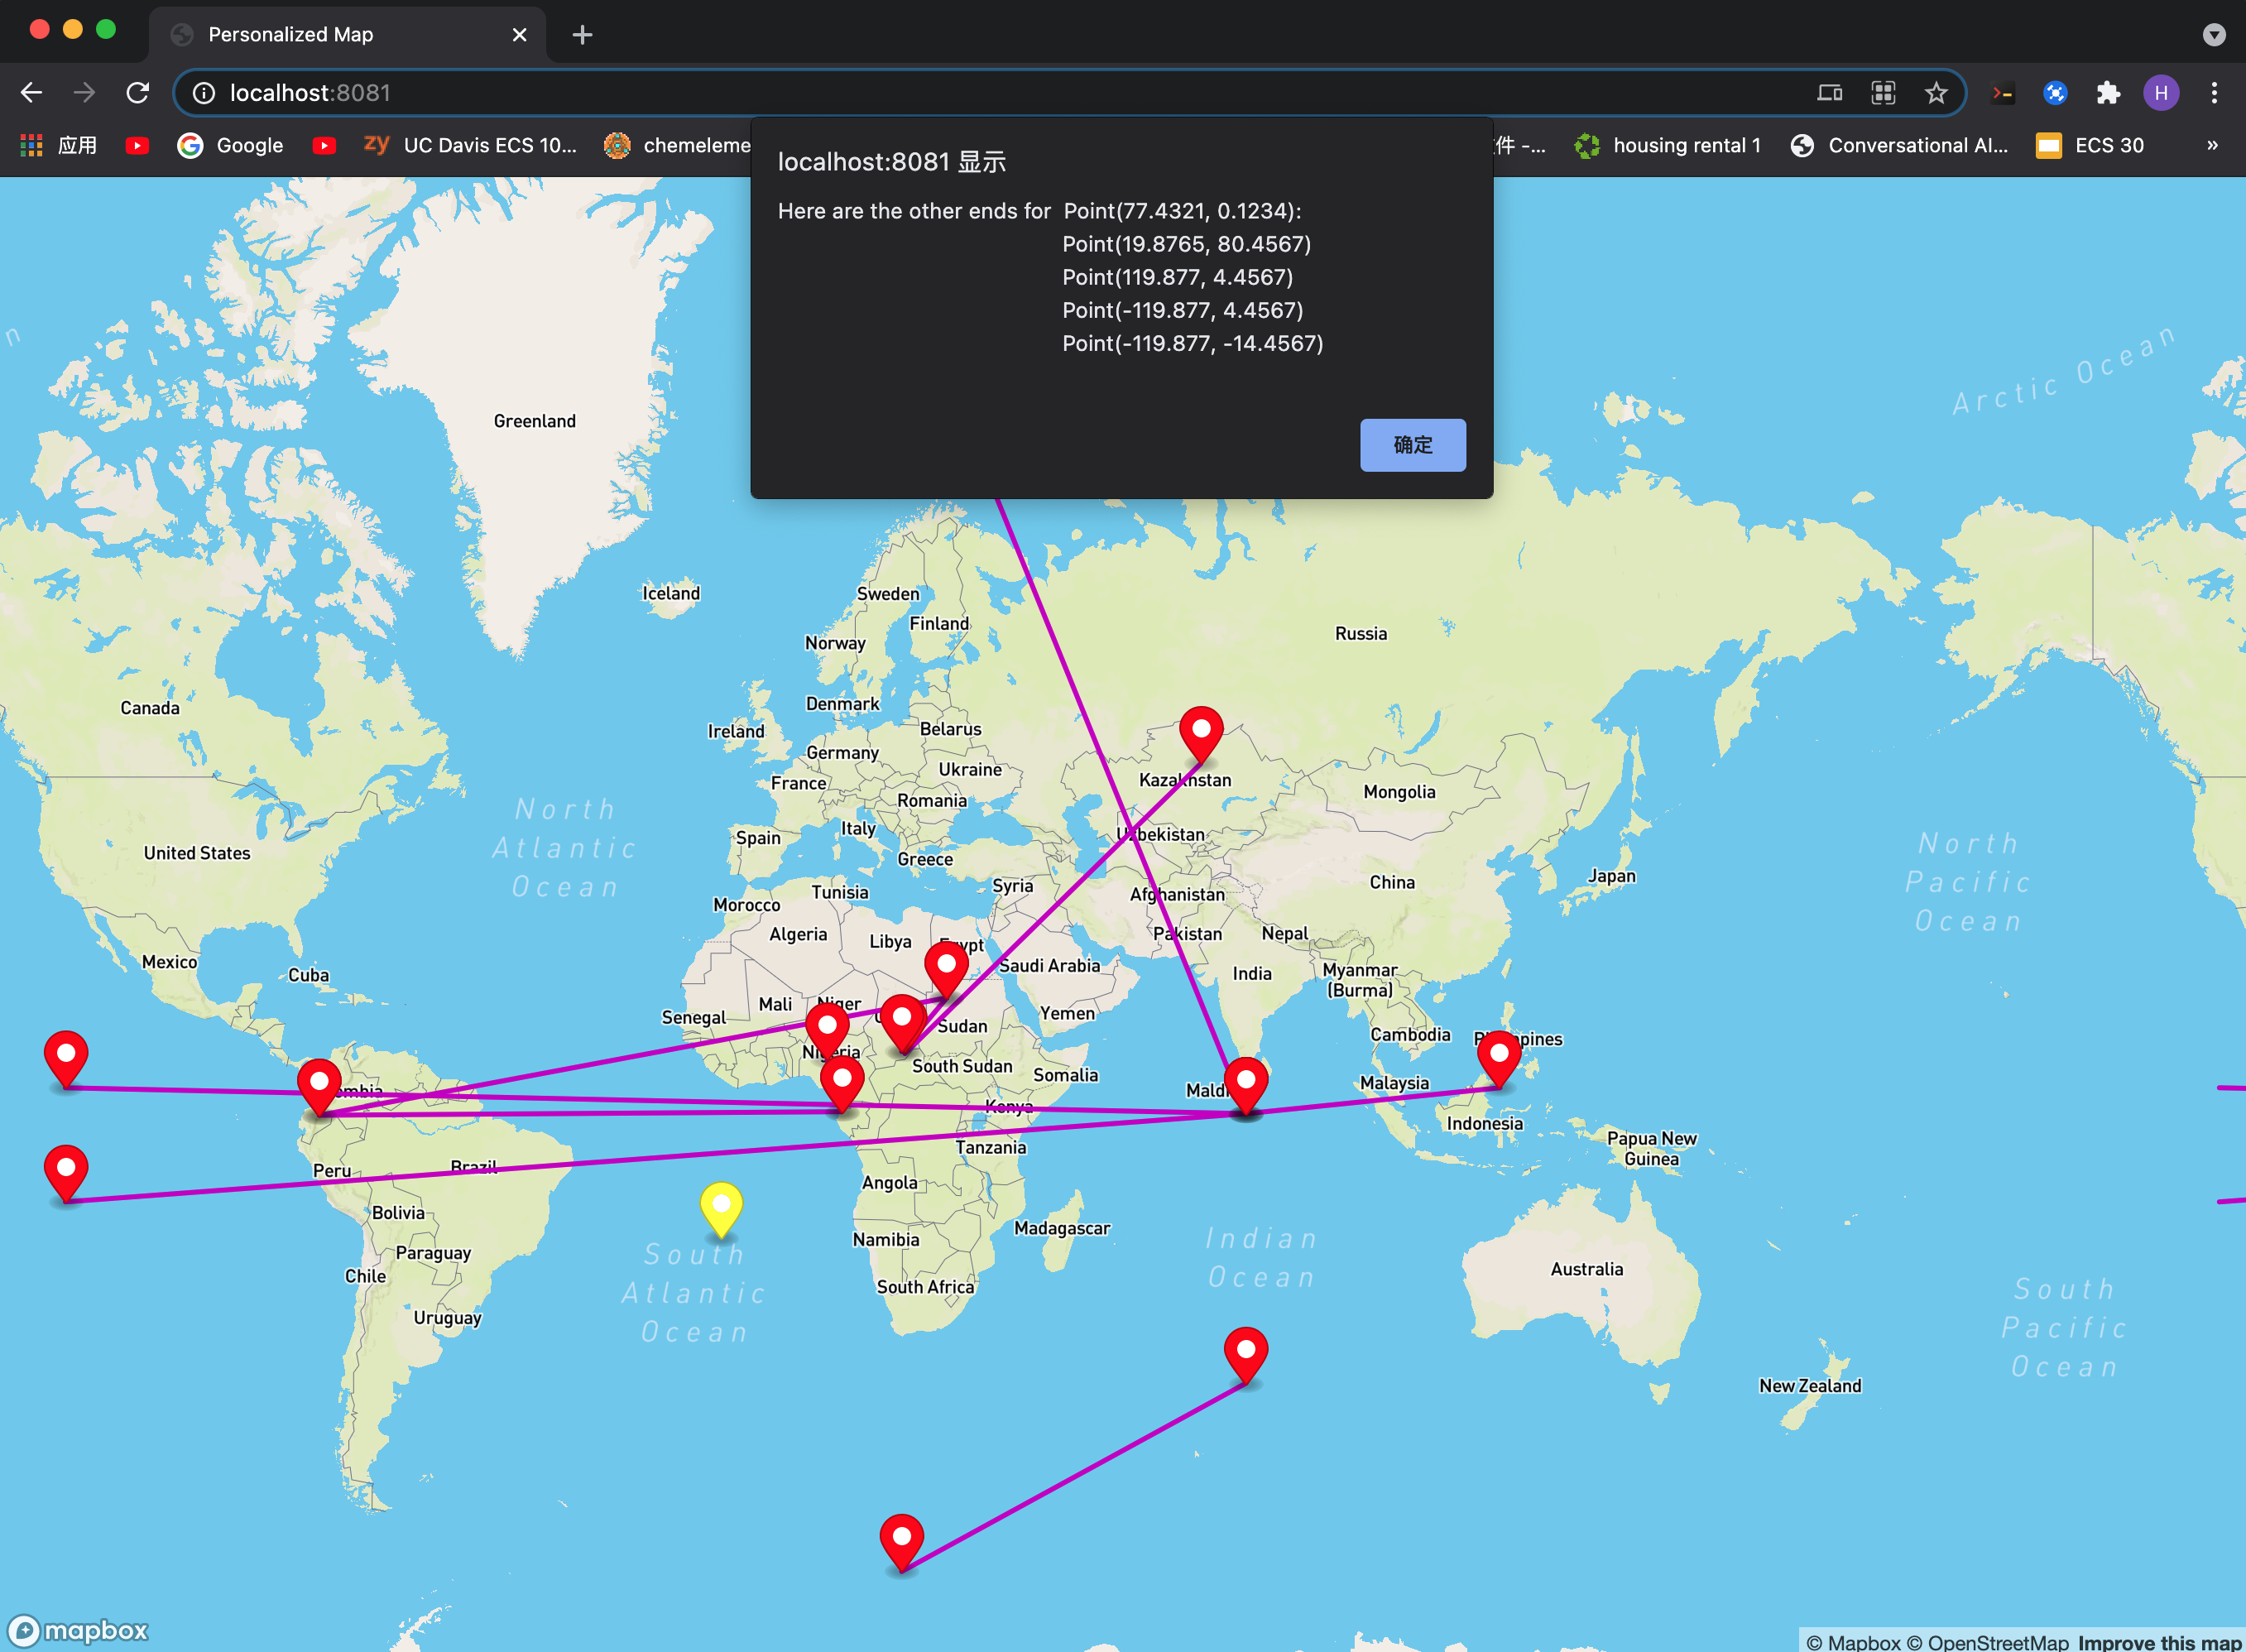 Personalized Map
localhost:8081
应用
Google
UC Davis ECS 10...
件 -...
housing rental 1
Conversational AI...
ECS 30
»
localhost:8081 显示
Here are the other ends for Point(77.4321, 0.1234):
Point(19.8765, 80.4567)
Point(119.877, 4.4567)
Point(-119.877, 4.4567)
Point(-119.877, -14.4567)
确定
H
Arctic Ocean
Greenland
Iceland
Sweden
Finland
Norway
Russia
Canada
Denmark
Ireland
Belarus
Germany
Ukraine
Kazakhstan
France
Mongolia
Romania
North
Atlantic
Ocean
Italy
Uzbekistan
Spain
United States
Greece
North
Pacific
Ocean
Japan
China
Syria
Tunisia
Afghanistan
Morocco
Algeria
Libya
Egypt
Pakistan
Nepal
Mexico
Saudi Arabia
India
Myanmar
(Burma)
Cuba
Mali
Niger
Senegal
Sudan
Yemen
Cambodia
Philippines
Nigeria
South Sudan
Somalia
Malaysia
Kenya
Indonesia
Papua New
Guinea
Tanzania
Peru
Brazil
Angola
Bolivia
Madagascar
Namibia
Indian
Ocean
Paraguay
South
Atlantic
Ocean
Chile
South Africa
Australia
South
Pacific
Ocean
Uruguay
New Zealand
mapbox
© Mapbox © OpenStreetMap Improve this map